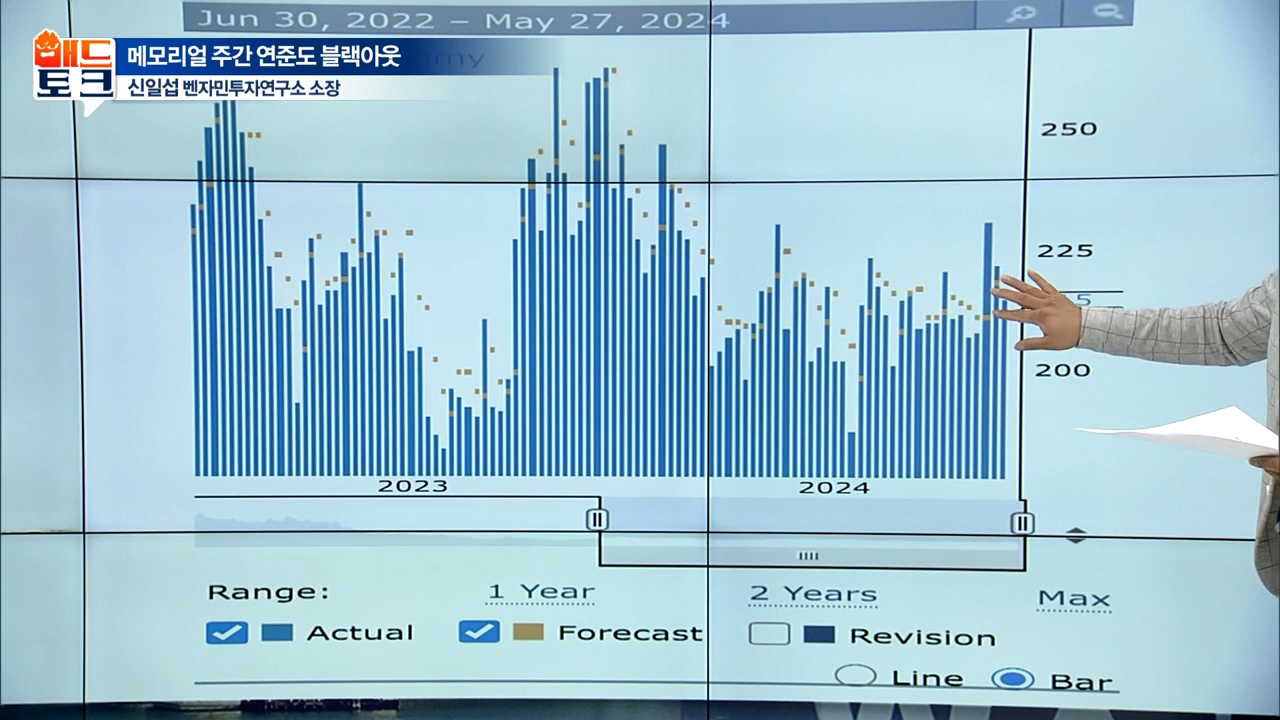 Jun 30, 2022 – May 27, 2024
매드
토크
메모리얼 주간 연준도 블랙아웃
신일섭 벤자민투자연구소 소장
250
225
5
200
2023
2024
Range:
1 Year
2 Years
Max
Actual
Forecast
Revision
Line
Bar